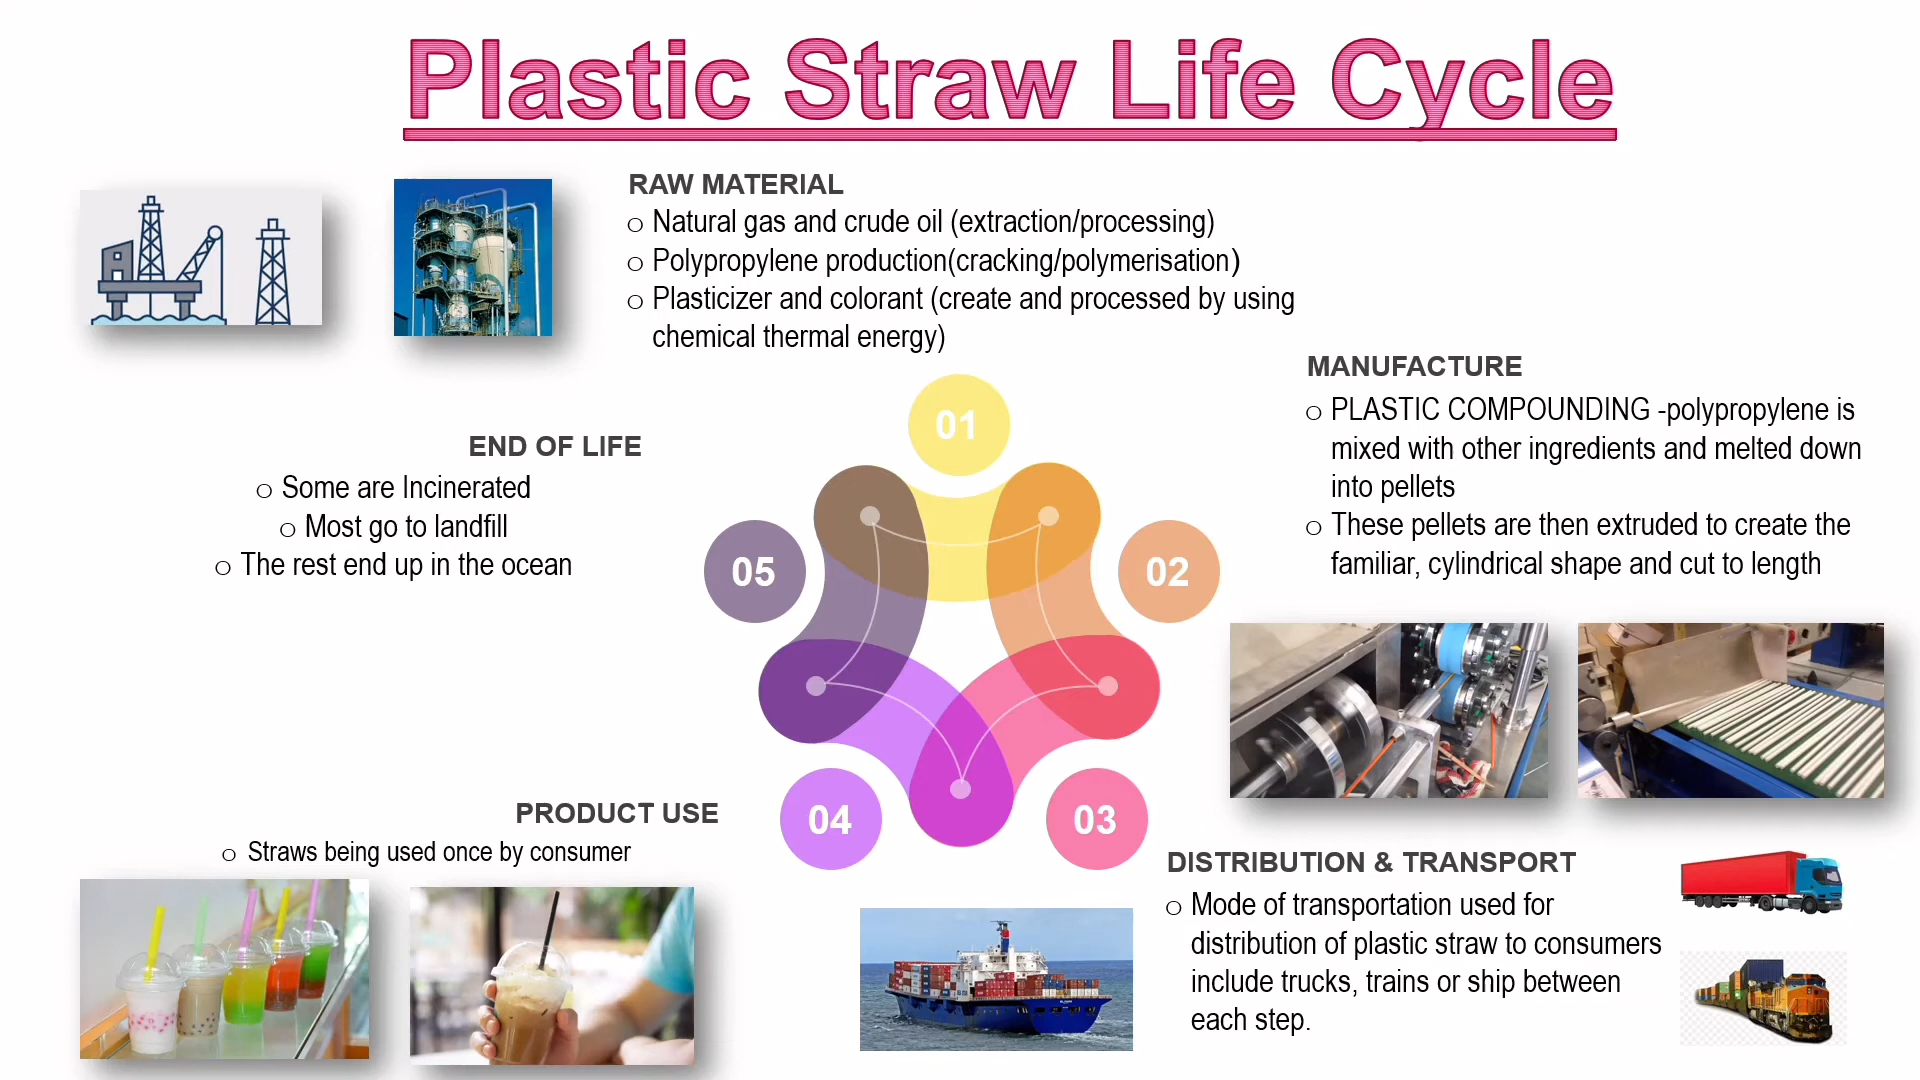 Plastic Straw Life Cycle
RAW MATERIAL
o Natural gas and crude oil (extraction/processing)
o Polypropylene production(cracking/polymerisation)
o Plasticizer and colorant (create and processed by using
chemical thermal energy)
01
MANUFACTURE
o PLASTIC COMPOUNDING -polypropylene is
mixed with other ingredients and melted down
into pellets
o These pellets are then extruded to create the
familiar, cylindrical shape and cut to length
02
DISTRIBUTION & TRANSPORT
o Mode of transportation used for
distribution of plastic straw to consumers
include trucks, trains or ship between
each step.
03
PRODUCT USE
o Straws being used once by consumer
04
END OF LIFE
o Some are Incinerated
o Most go to landfill
o The rest end up in the ocean
05